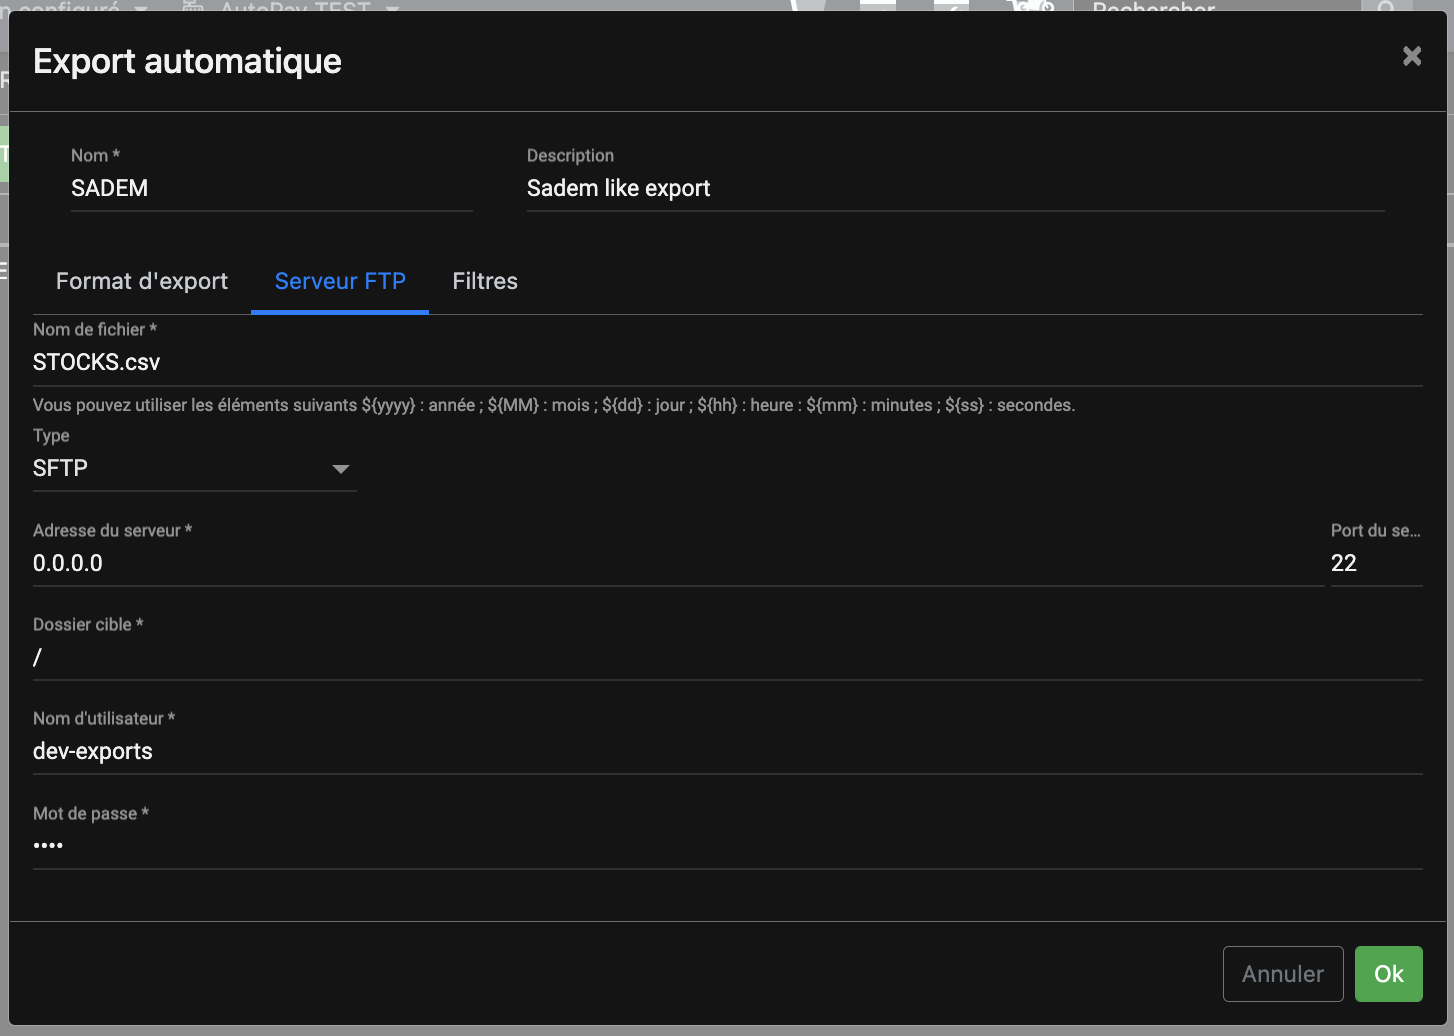 AutoPay TEST
Rechercher
Export automatique
Nom *
SADEM
Description
Sadem like export
Format d'export
Serveur FTP
Filtres
Nom de fichier *
STOCKS.csv
Vous pouvez utiliser les éléments suivants ${yyyy} : année ; ${MM} : mois ; ${dd} : jour ; ${hh} : heure : ${mm} : minutes ; ${ss} : secondes.
Type
SFTP
Adresse du serveur *
0.0.0.0
Port du se...
22
Dossier cible *
/
Nom d'utilisateur *
dev-exports
Mot de passe *
••••
Annuler
Ok